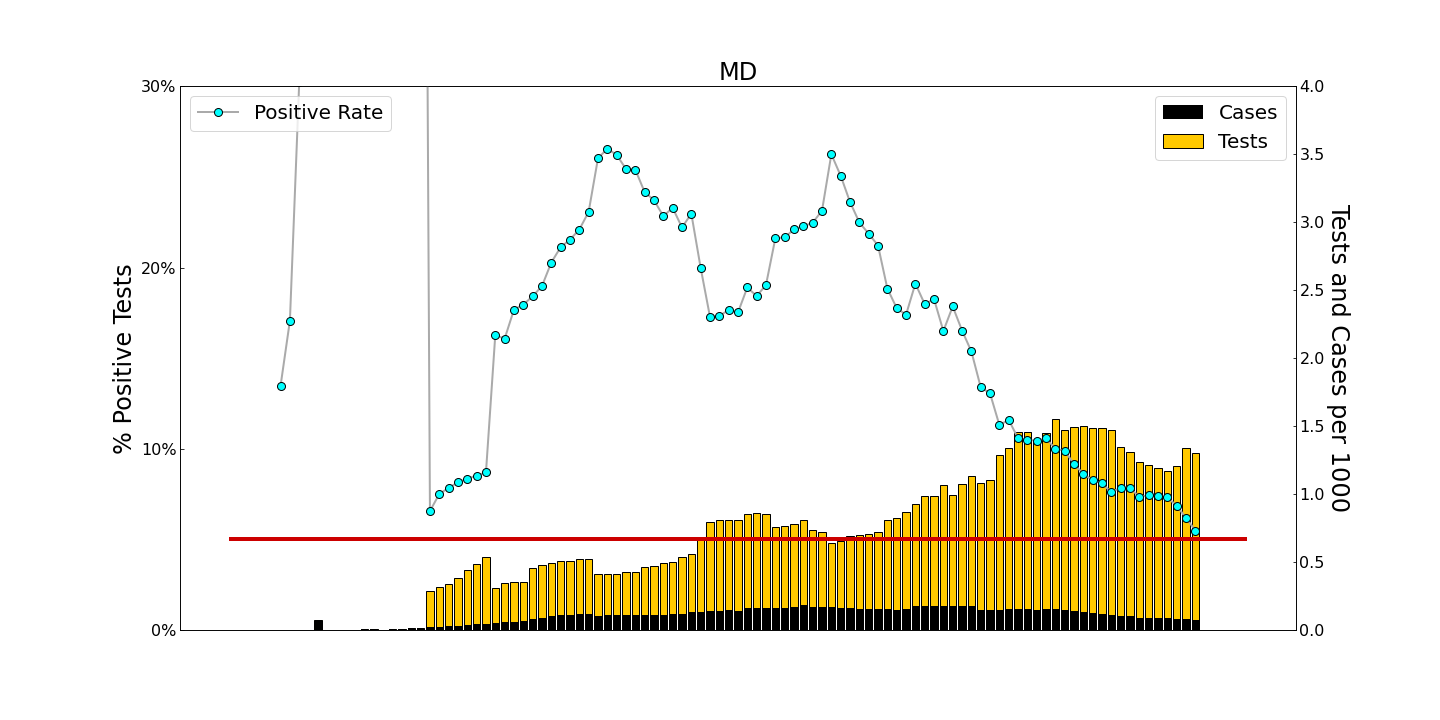 MD
Positive Rate
Cases
Tests
% Positive Tests
30%
20%
10%
0%
4.0
3.5
3.0
2.5
2.0
1.5
1.0
0.5
0.0
Tests and Cases per 1000